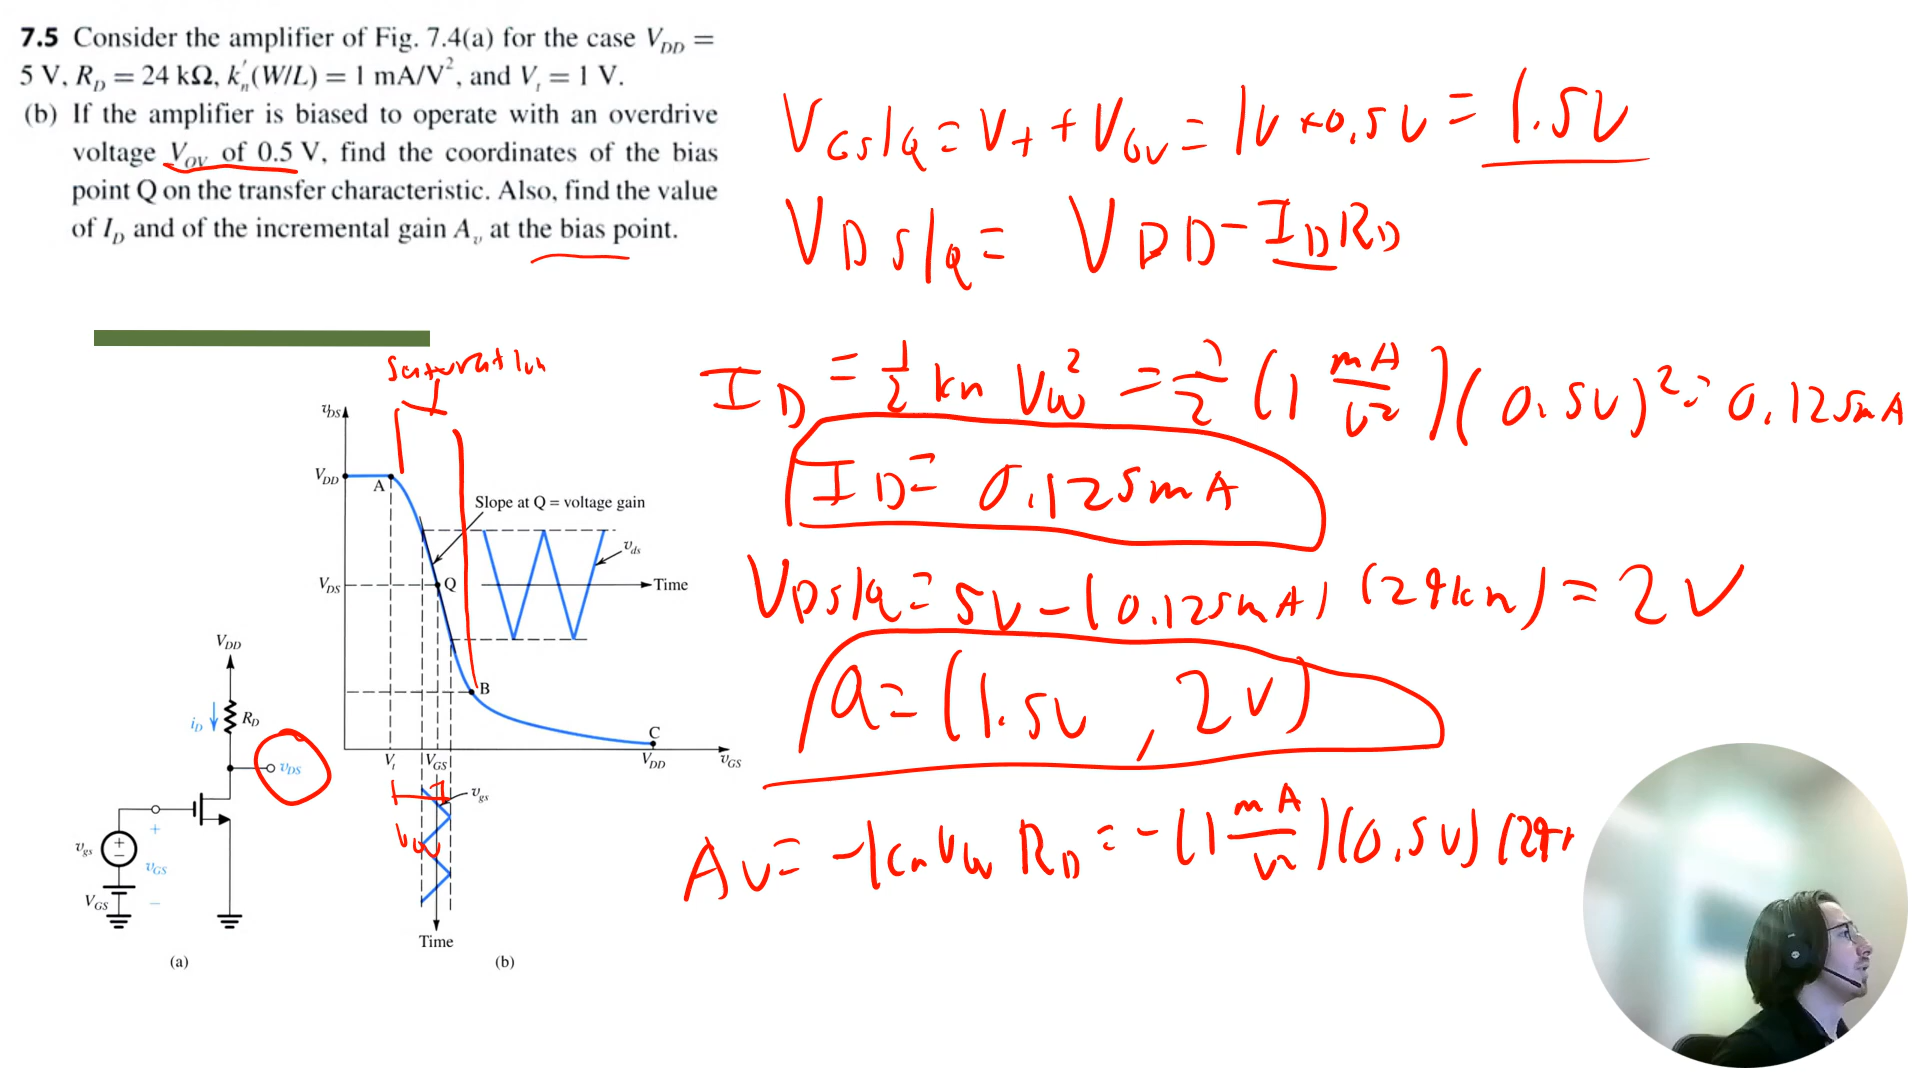 7.5 Consider the amplifier of Fig. 7.4(a) for the case V_DD =
5 V, R_D = 24 kΩ, k'_n(W/L) = 1 mA/V², and V_t = 1 V.
(b) If the amplifier is biased to operate with an overdrive
voltage V_OV of 0.5 V, find the coordinates of the bias
point Q on the transfer characteristic. Also, find the value
of I_D and of the incremental gain A_v at the bias point.
V_GS|Q = V_t + V_OV = 1V + 0.5V = 1.5V
V_DS|Q = V_DD - I_D R_D
I_D = 1/2 kn V_OV² = 1/2 (1 mA/V²)(0.5V)² = 0.125mA
I_D = 0.125mA
V_DS|Q = 5V - (0.125mA)(24kΩ) = 2V
Q = (1.5V, 2V)
Av = -kn V_OV R_D = -(1 mA/V²)(0.5V)(24
saturation
v_DS
V_DD
A
Slope at Q = voltage gain
v_ds
V_DS
Q
Time
B
C
V_t
V_GS
V_DD
v_GS
v_gs
V_OV
Time
(b)
V_DD
i_D
R_D
v_DS
+
v_gs
+
−
v_GS
V_GS
−
(a)